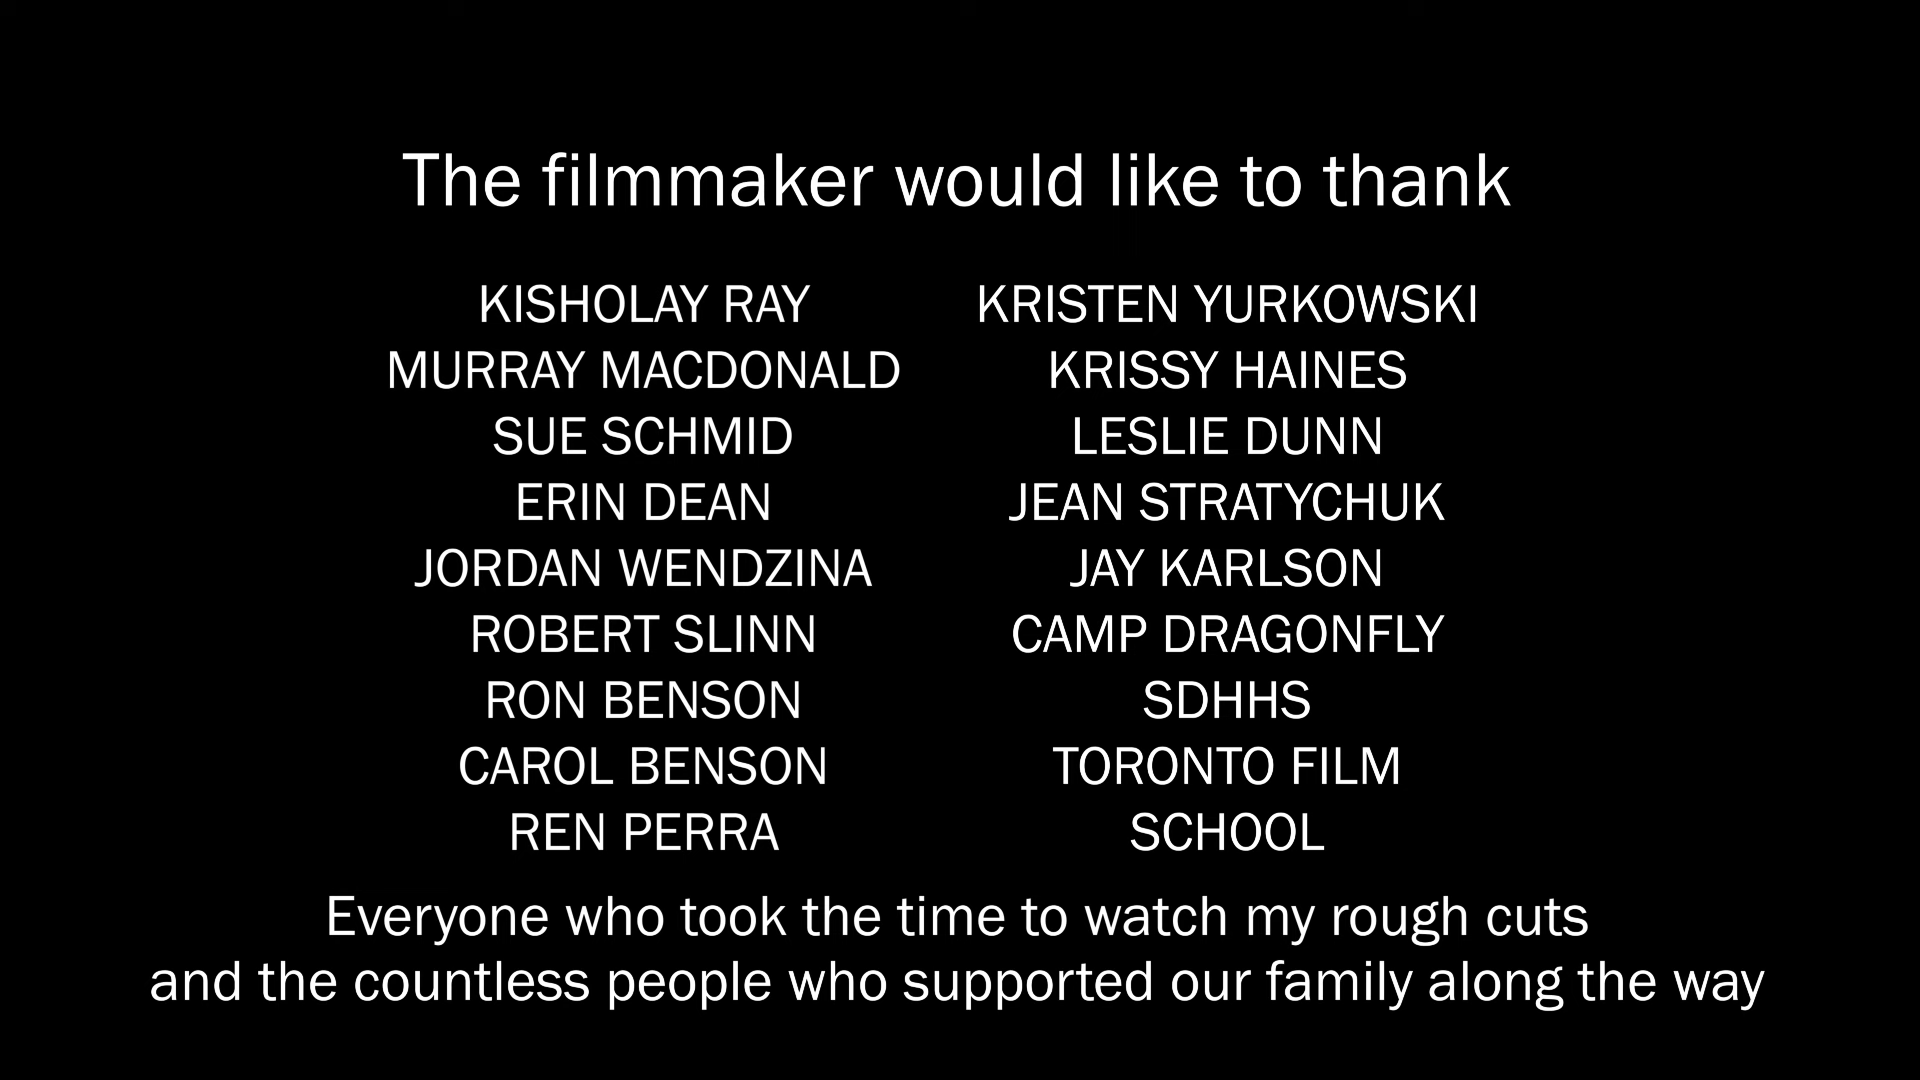 The filmmaker would like to thank
KISHOLAY RAY
MURRAY MACDONALD
SUE SCHMID
ERIN DEAN
JORDAN WENDZINA
ROBERT SLINN
RON BENSON
CAROL BENSON
REN PERRA
KRISTEN YURKOWSKI
KRISSY HAINES
LESLIE DUNN
JEAN STRATYCHUK
JAY KARLSON
CAMP DRAGONFLY
SDHHS
TORONTO FILM
SCHOOL
Everyone who took the time to watch my rough cuts
and the countless people who supported our family along the way